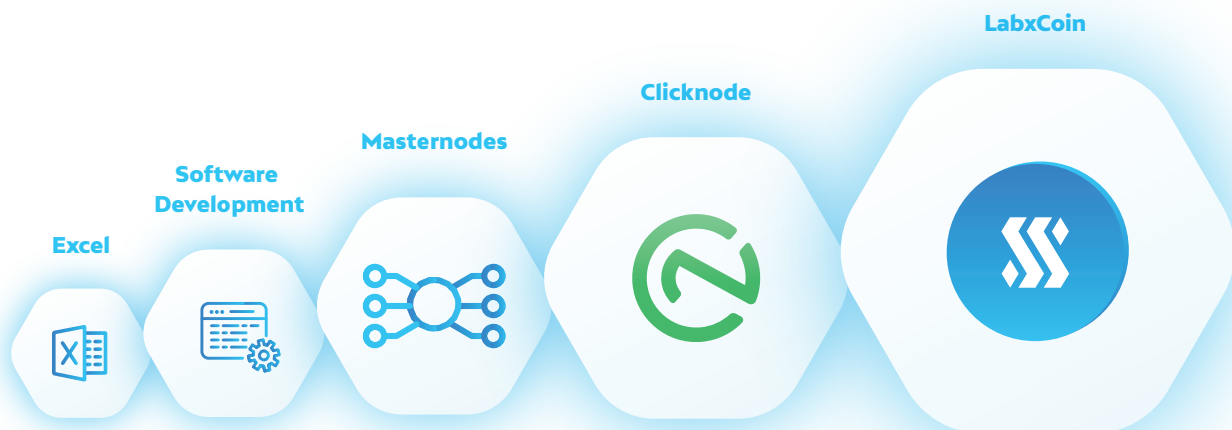 Excel
Software
Development
Masternodes
Clicknode
LabxCoin
X